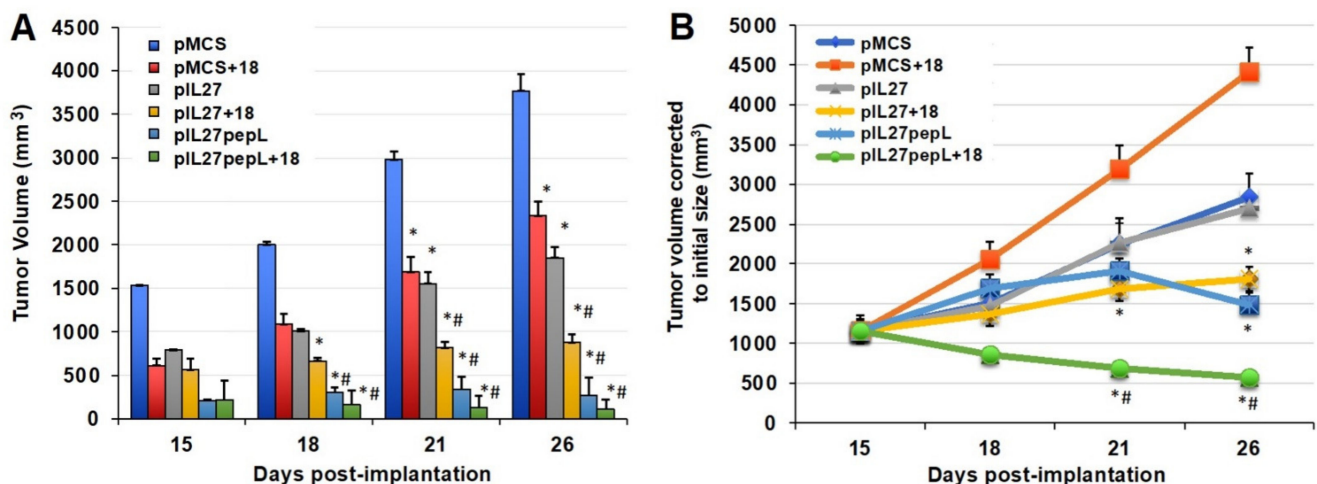 A
Tumor Volume (mm³)
4500
4000
3500
3000
2500
2000
1500
1000
500
0
pMCS
pMCS+18
pIL27
pIL27+18
pIL27pepL
pIL27pepL+18
*
*#
*#
*
*
*#
*#
*#
*
*
*#
*#
*#
15 18 21 26
Days post-implantation
B
Tumor volume corrected
to initial size (mm³)
5000
4500
4000
3500
3000
2500
2000
1500
1000
500
0
pMCS
pMCS+18
pIL27
pIL27+18
pIL27pepL
pIL27pepL+18
*
*
*
*#
*#
15 18 21 26
Days post-implantation